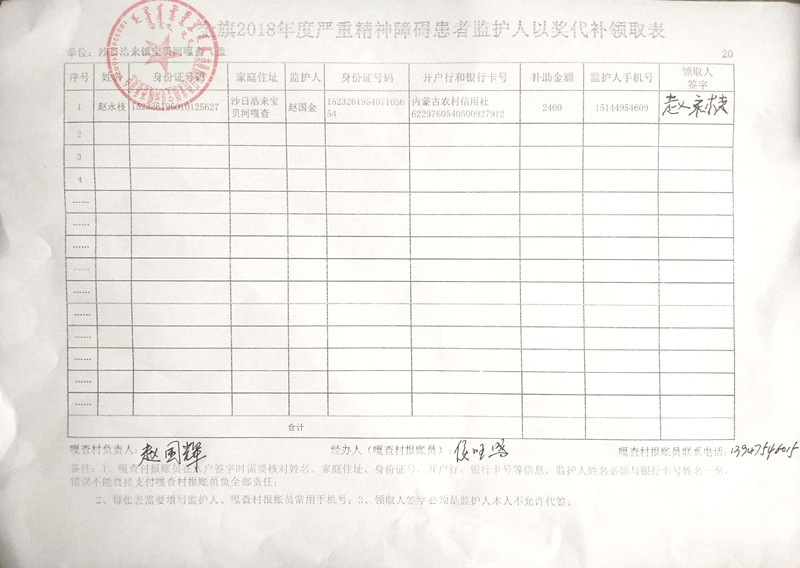 旗2018年度严重精神障碍患者监护人以奖代补领取表
单位：沙日浩来镇宝贝河嘎查（盖 20
序号 姓名 身份证号码 家庭住址 监护人 身份证号码 开户行和银行卡号 补助金额 监护人手机号 领取人
签字
1 赵永枝 152326196010125627 沙日浩来宝 赵国金 1523261954071056 内蒙古农村信用社 2400 15144954609
贝河嘎查 54 6229760540500927912
2
3
4
……
……
……
……
……
……
……
……
……
……
合计
嘎查村负责人：赵国辉 经办人（嘎查村报账员）： 嘎查村报账员联系电话：13947546015
备注：1、嘎查村报账员在入户签字时需要核对姓名、家庭住址、身份证号、开户行、银行卡号等信息，监护人姓名必须与银行卡号姓名一至，
错误不能直接支付嘎查村报账员负全部责任；
2、每张表需要填写监护人、嘎查村报账员常用手机号；3、领取人签字必须是监护人本人不允许代签。